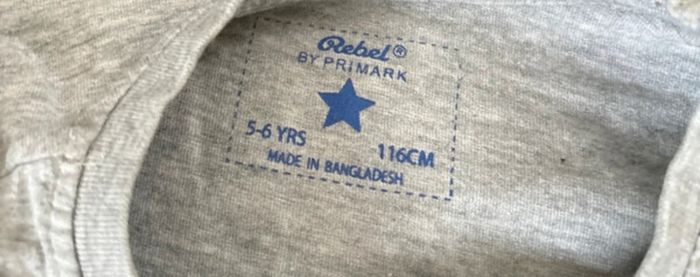 Rebel®
BY PRIMARK
5-6 YRS 116CM
MADE IN BANGLADESH